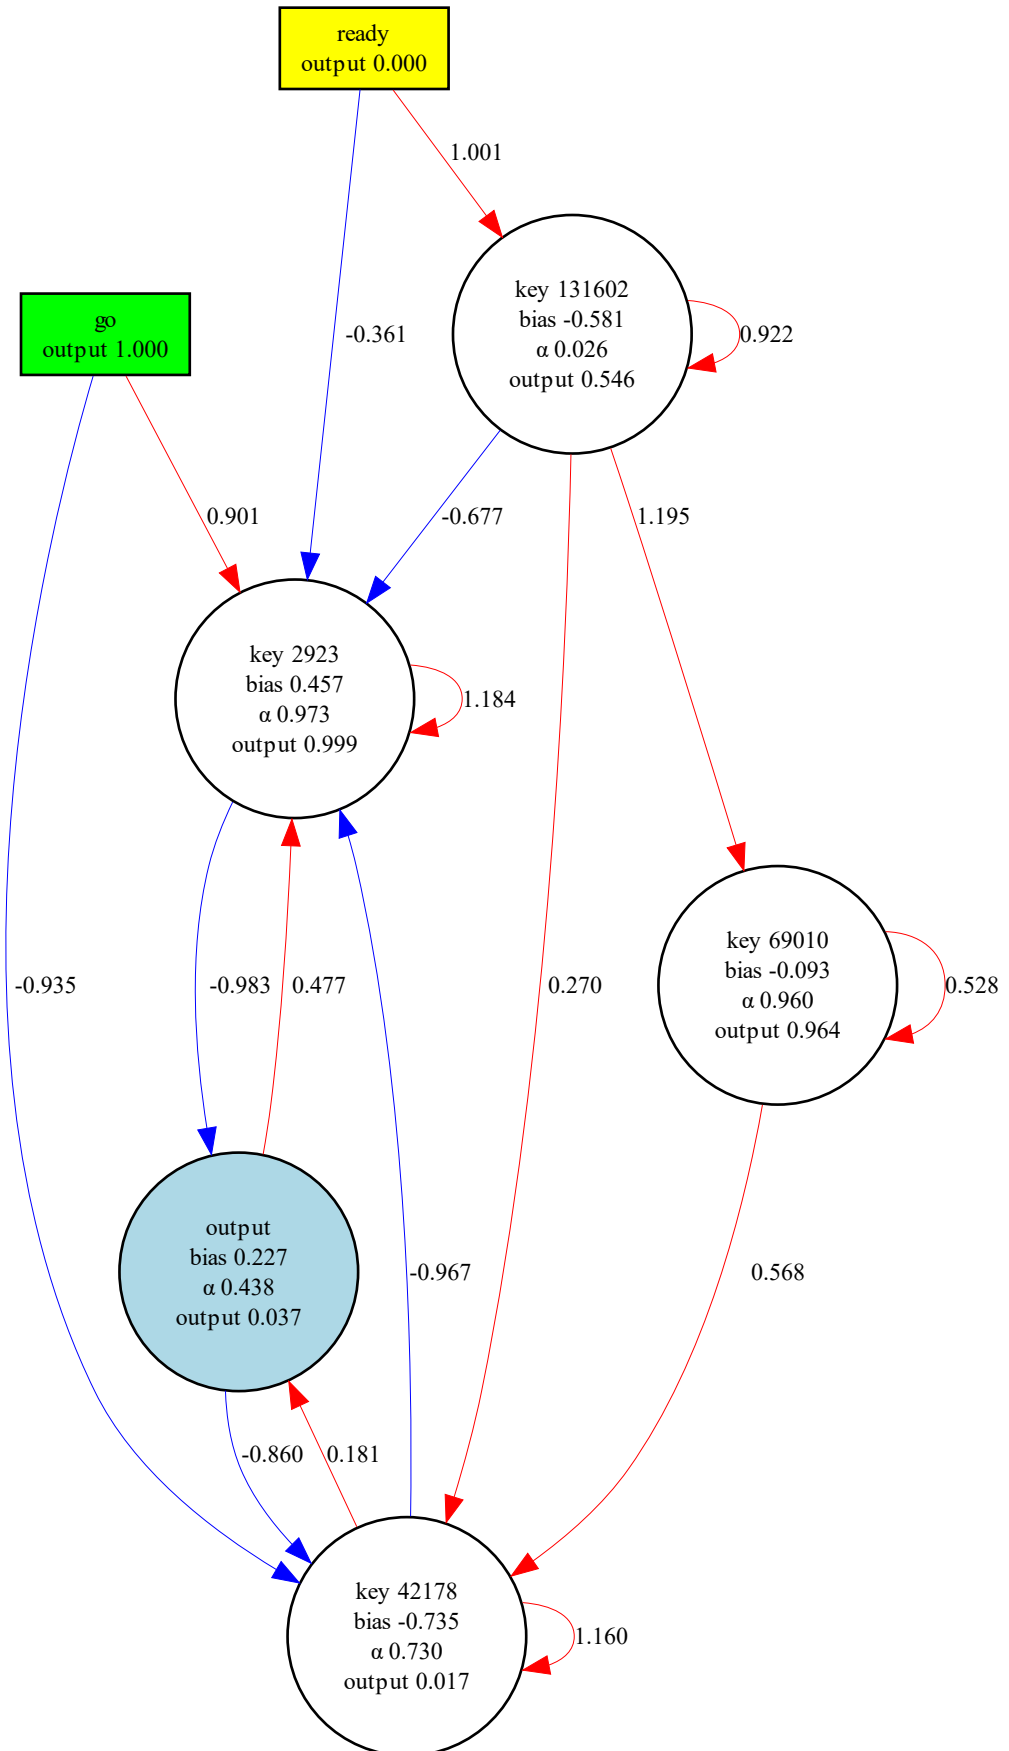 ready
output 0.000
1.001
key 131602
bias -0.581
α 0.026
output 0.546
0.922
go
output 1.000
-0.361
0.901
-0.677
1.195
key 2923
bias 0.457
α 0.973
output 0.999
1.184
key 69010
bias -0.093
α 0.960
output 0.964
0.528
-0.935
-0.983
0.477
0.270
output
bias 0.227
α 0.438
output 0.037
-0.967
0.568
-0.860
0.181
key 42178
bias -0.735
α 0.730
output 0.017
1.160